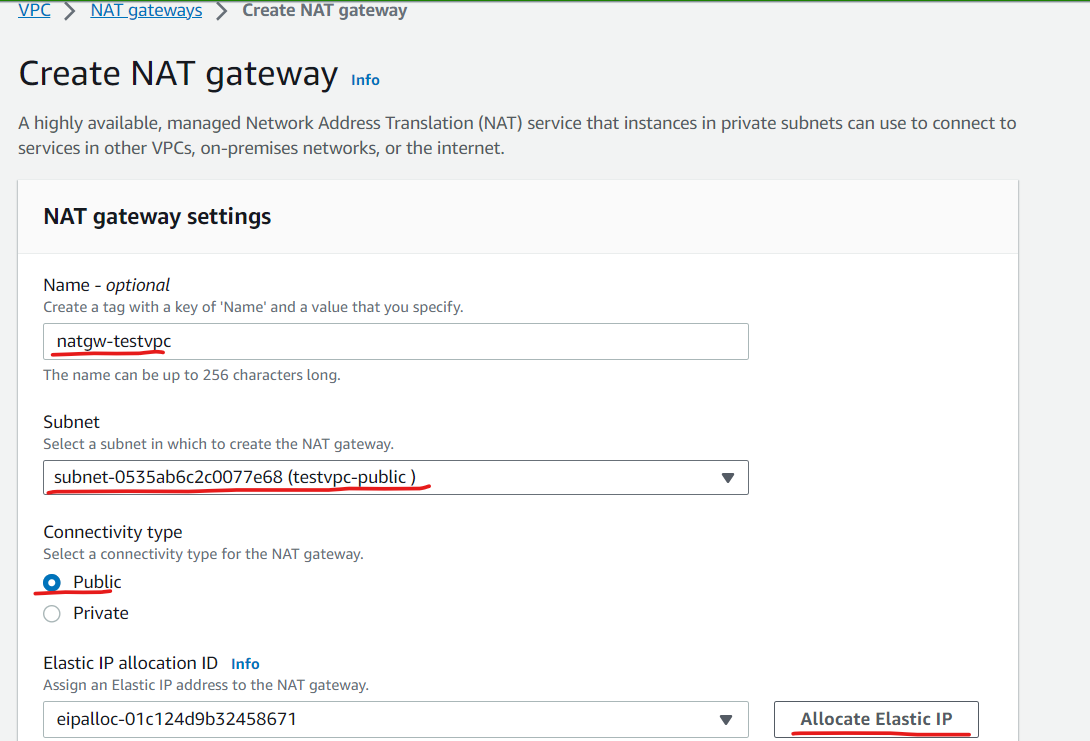 VPC > NAT gateways > Create NAT gateway
Create NAT gateway Info
A highly available, managed Network Address Translation (NAT) service that instances in private subnets can use to connect to
services in other VPCs, on-premises networks, or the internet.
NAT gateway settings
Name - optional
Create a tag with a key of 'Name' and a value that you specify.
natgw-testvpc
The name can be up to 256 characters long.
Subnet
Select a subnet in which to create the NAT gateway.
subnet-0535ab6c2c0077e68 (testvpc-public )
Connectivity type
Select a connectivity type for the NAT gateway.
Public
Private
Elastic IP allocation ID Info
Assign an Elastic IP address to the NAT gateway.
eipalloc-01c124d9b32458671
Allocate Elastic IP